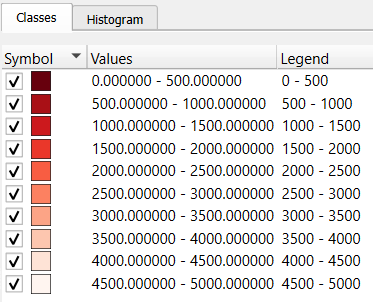 Classes Histogram
Symbol Values Legend
0.000000 - 500.000000 0 - 500
500.000000 - 1000.000000 500 - 1000
1000.000000 - 1500.000000 1000 - 1500
1500.000000 - 2000.000000 1500 - 2000
2000.000000 - 2500.000000 2000 - 2500
2500.000000 - 3000.000000 2500 - 3000
3000.000000 - 3500.000000 3000 - 3500
3500.000000 - 4000.000000 3500 - 4000
4000.000000 - 4500.000000 4000 - 4500
4500.000000 - 5000.000000 4500 - 5000